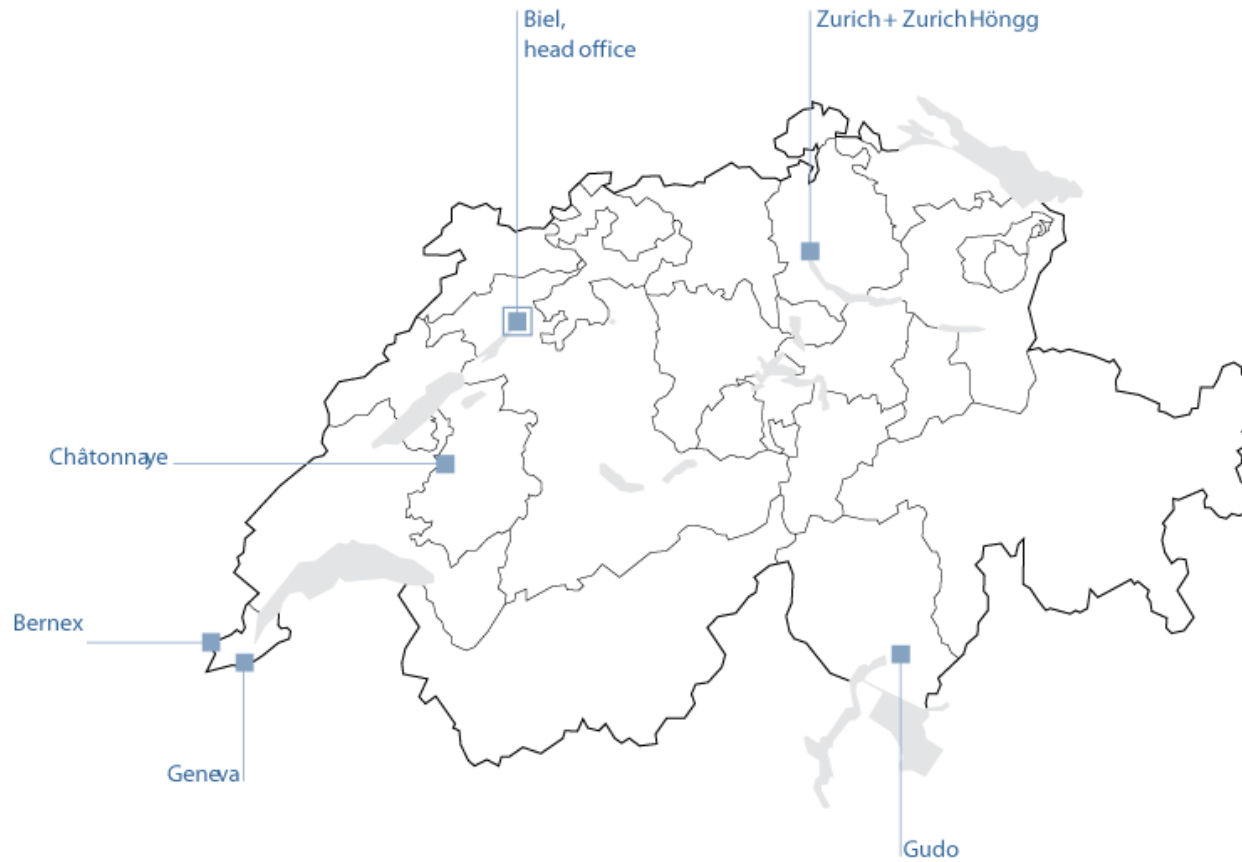 Biel,
head office
Zurich + Zurich Höngg
Châtonnaye
Bernex
Geneva
Gudo